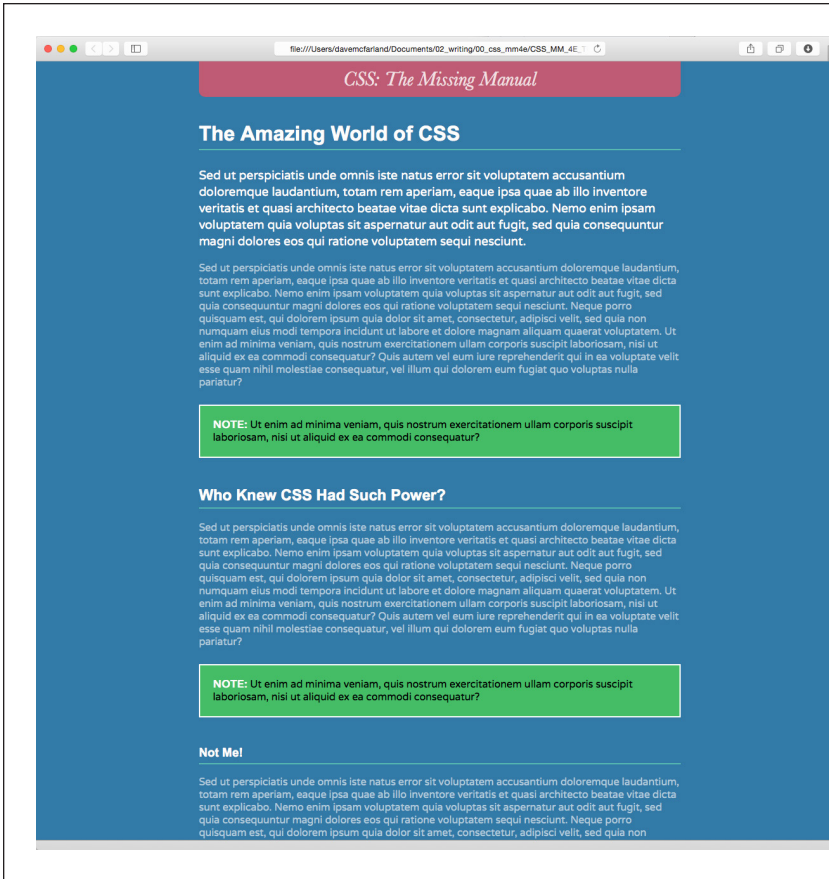 file:///Users/davemcfarland/Documents/02_writing/00_css_mm4e/CSS_MM_4E_
CSS: The Missing Manual
The Amazing World of CSS
Sed ut perspiciatis unde omnis iste natus error sit voluptatem accusantium
doloremque laudantium, totam rem aperiam, eaque ipsa quae ab illo inventore
veritatis et quasi architecto beatae vitae dicta sunt explicabo. Nemo enim ipsam
voluptatem quia voluptas sit aspernatur aut odit aut fugit, sed quia consequuntur
magni dolores eos qui ratione voluptatem sequi nesciunt.
Sed ut perspiciatis unde omnis iste natus error sit voluptatem accusantium doloremque laudantium,
totam rem aperiam, eaque ipsa quae ab illo inventore veritatis et quasi architecto beatae vitae dicta
sunt explicabo. Nemo enim ipsam voluptatem quia voluptas sit aspernatur aut odit aut fugit, sed
quia consequuntur magni dolores eos qui ratione voluptatem sequi nesciunt. Neque porro
quisquam est, qui dolorem ipsum quia dolor sit amet, consectetur, adipisci velit, sed quia non
numquam eius modi tempora incidunt ut labore et dolore magnam aliquam quaerat voluptatem. Ut
enim ad minima veniam, quis nostrum exercitationem ullam corporis suscipit laboriosam, nisi ut
aliquid ex ea commodi consequatur? Quis autem vel eum iure reprehenderit qui in ea voluptate velit
esse quam nihil molestiae consequatur, vel illum qui dolorem eum fugiat quo voluptas nulla
pariatur?
NOTE: Ut enim ad minima veniam, quis nostrum exercitationem ullam corporis suscipit
laboriosam, nisi ut aliquid ex ea commodi consequatur?
Who Knew CSS Had Such Power?
Sed ut perspiciatis unde omnis iste natus error sit voluptatem accusantium doloremque laudantium,
totam rem aperiam, eaque ipsa quae ab illo inventore veritatis et quasi architecto beatae vitae dicta
sunt explicabo. Nemo enim ipsam voluptatem quia voluptas sit aspernatur aut odit aut fugit, sed
quia consequuntur magni dolores eos qui ratione voluptatem sequi nesciunt. Neque porro
quisquam est, qui dolorem ipsum quia dolor sit amet, consectetur, adipisci velit, sed quia non
numquam eius modi tempora incidunt ut labore et dolore magnam aliquam quaerat voluptatem. Ut
enim ad minima veniam, quis nostrum exercitationem ullam corporis suscipit laboriosam, nisi ut
aliquid ex ea commodi consequatur? Quis autem vel eum iure reprehenderit qui in ea voluptate velit
esse quam nihil molestiae consequatur, vel illum qui dolorem eum fugiat quo voluptas nulla
pariatur?
NOTE: Ut enim ad minima veniam, quis nostrum exercitationem ullam corporis suscipit
laboriosam, nisi ut aliquid ex ea commodi consequatur?
Not Me!
Sed ut perspiciatis unde omnis iste natus error sit voluptatem accusantium doloremque laudantium,
totam rem aperiam, eaque ipsa quae ab illo inventore veritatis et quasi architecto beatae vitae dicta
sunt explicabo. Nemo enim ipsam voluptatem quia voluptas sit aspernatur aut odit aut fugit, sed
quia consequuntur magni dolores eos qui ratione voluptatem sequi nesciunt. Neque porro
quisquam est, qui dolorem ipsum quia dolor sit amet, consectetur, adipisci velit, sed quia non